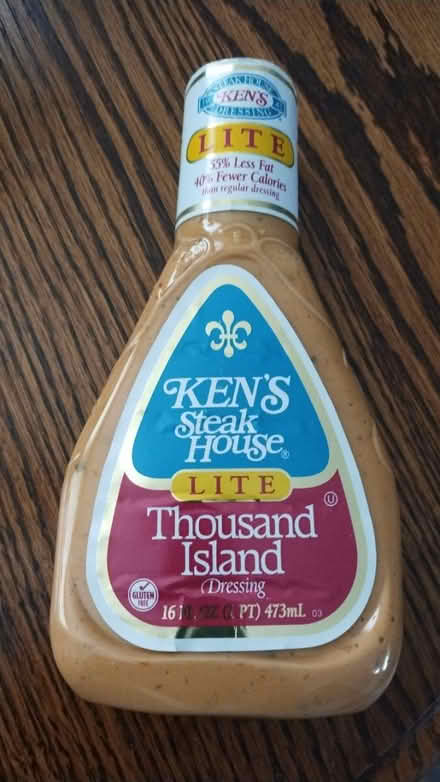 STEAK HOUSE
KEN'S
DRESSING
LITE
55% Less Fat
40% Fewer Calories
than regular dressing
KEN'S
Steak
House®
LITE
Thousand
Island
Dressing
GLUTEN
FREE
U
16 FL OZ (1 PT) 473mL
03